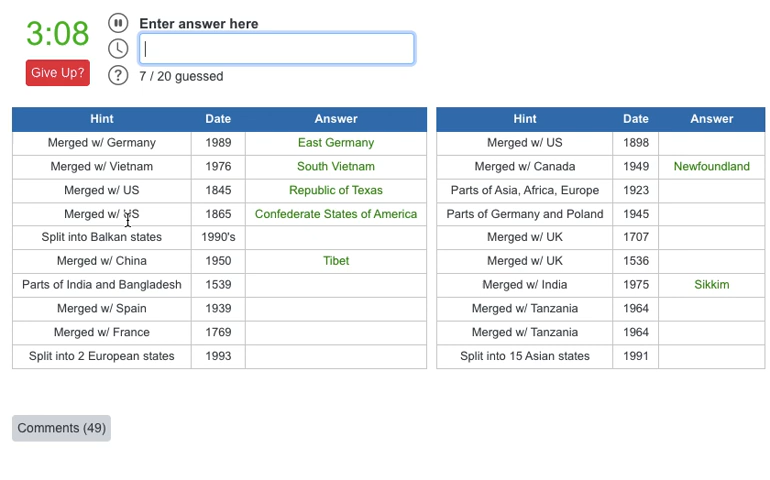 3:08
Give Up?
Enter answer here
7 / 20 guessed
Hint Date Answer
Merged w/ Germany 1989 East Germany
Merged w/ Vietnam 1976 South Vietnam
Merged w/ US 1845 Republic of Texas
Merged w/ US 1865 Confederate States of America
Split into Balkan states 1990's
Merged w/ China 1950 Tibet
Parts of India and Bangladesh 1539
Merged w/ Spain 1939
Merged w/ France 1769
Split into 2 European states 1993
Hint Date Answer
Merged w/ US 1898
Merged w/ Canada 1949 Newfoundland
Parts of Asia, Africa, Europe 1923
Parts of Germany and Poland 1945
Merged w/ UK 1707
Merged w/ UK 1536
Merged w/ India 1975 Sikkim
Merged w/ Tanzania 1964
Merged w/ Tanzania 1964
Split into 15 Asian states 1991
Comments (49)